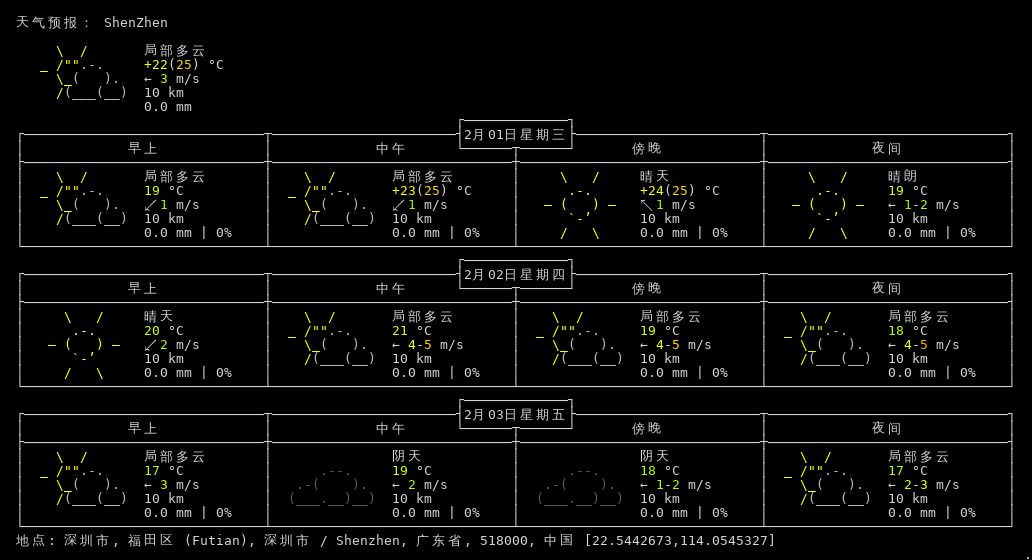 天气预报： ShenZhen
局部多云
+22(25) °C
← 3 m/s
10 km
0.0 mm
2月01日星期三
早上 中午 傍晚 夜间
局部多云 局部多云 晴天 晴朗
19 °C +23(25) °C +24(25) °C 19 °C
↙ 1 m/s ↙ 1 m/s ↖ 1 m/s ← 1-2 m/s
10 km 10 km 10 km 10 km
0.0 mm | 0% 0.0 mm | 0% 0.0 mm | 0% 0.0 mm | 0%
2月02日星期四
早上 中午 傍晚 夜间
晴天 局部多云 局部多云 局部多云
20 °C 21 °C 19 °C 18 °C
↙ 2 m/s ← 4-5 m/s ← 4-5 m/s ← 4-5 m/s
10 km 10 km 10 km 10 km
0.0 mm | 0% 0.0 mm | 0% 0.0 mm | 0% 0.0 mm | 0%
2月03日星期五
早上 中午 傍晚 夜间
局部多云 阴天 阴天 局部多云
17 °C 19 °C 18 °C 17 °C
← 3 m/s ← 2 m/s ← 1-2 m/s ← 2-3 m/s
10 km 10 km 10 km 10 km
0.0 mm | 0% 0.0 mm | 0% 0.0 mm | 0% 0.0 mm | 0%
地点: 深圳市, 福田区 (Futian), 深圳市 / Shenzhen, 广东省, 518000, 中国 [22.5442673,114.0545327]